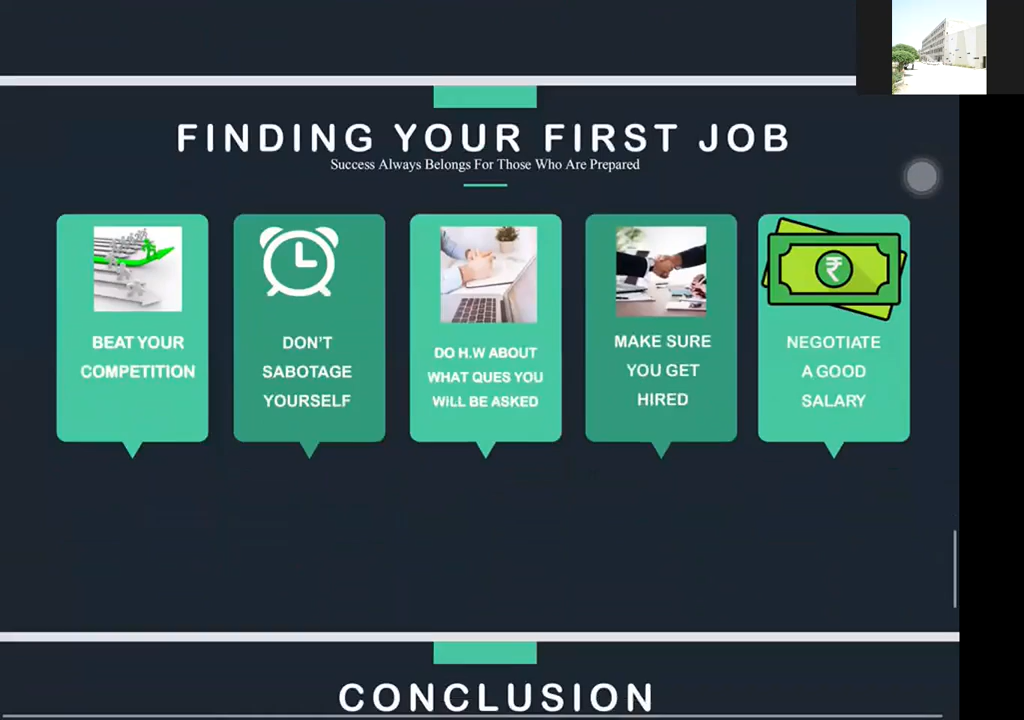 FINDING YOUR FIRST JOB
Success Always Belongs For Those Who Are Prepared
BEAT YOUR
COMPETITION
DON'T
SABOTAGE
YOURSELF
DO H.W ABOUT
WHAT QUES YOU
WILL BE ASKED
MAKE SURE
YOU GET
HIRED
₹
NEGOTIATE
A GOOD
SALARY
CONCLUSION